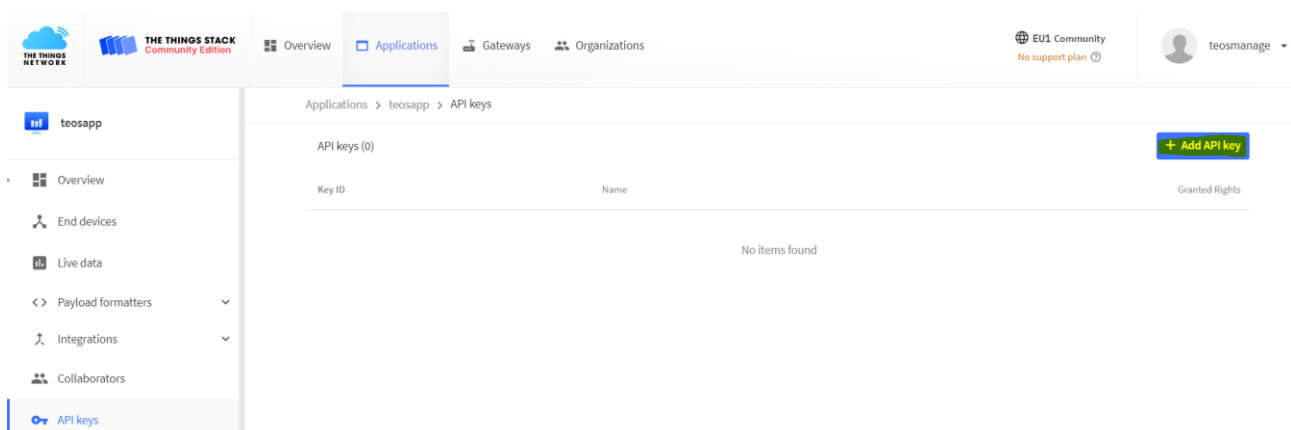 THE THINGS
NETWORK
THE THINGS STACK
Community Edition
Overview
Applications
Gateways
Organizations
EU1 Community
No support plan
teosmanage
teosapp
Overview
End devices
Live data
Payload formatters
Integrations
Collaborators
API keys
Applications > teosapp > API keys
API keys (0)
+ Add API key
Key ID Name Granted Rights
No items found